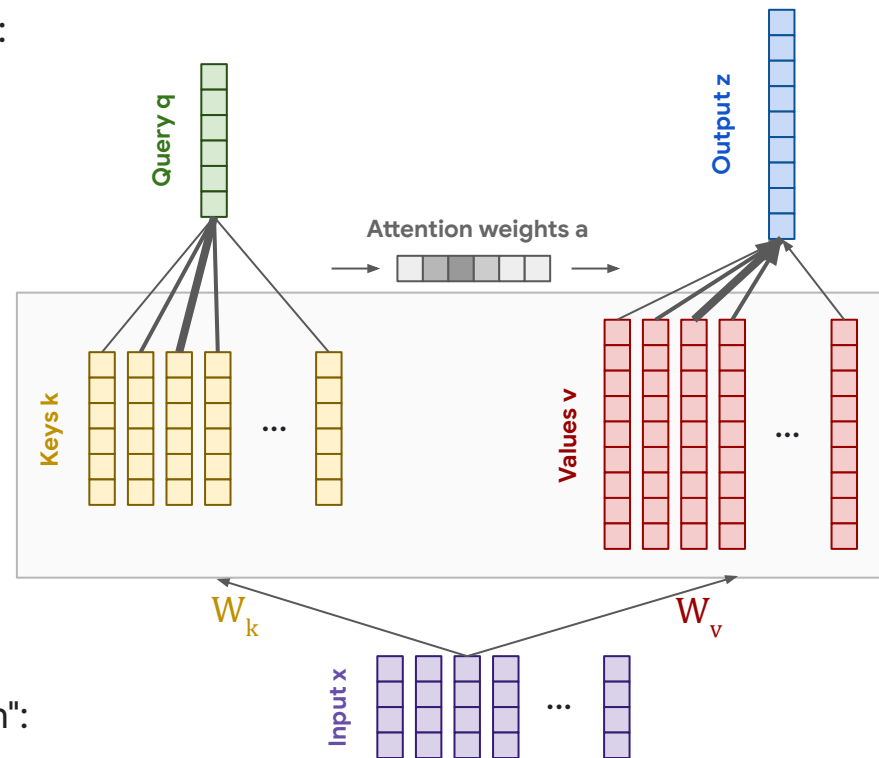 :
Query q
Output z
Attention weights a
Keys k
...
Values v
...
W_k
W_v
Input x
...
n":